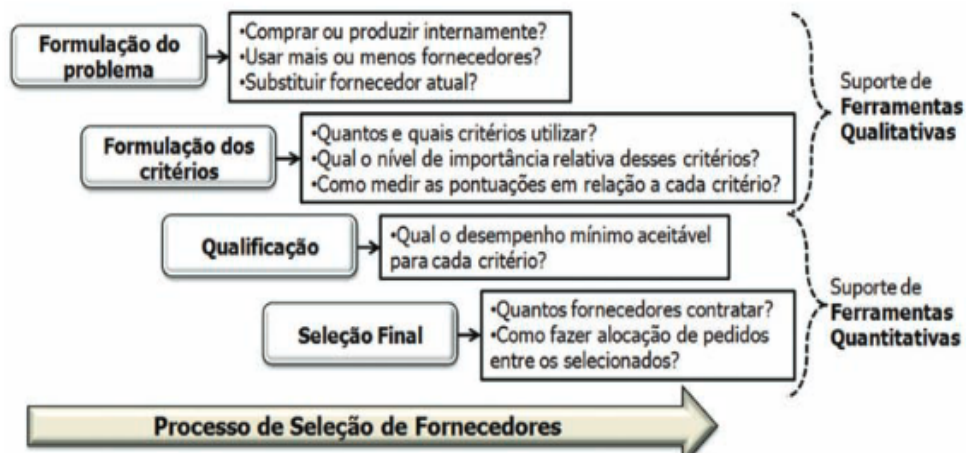 Formulação do
problema
•Comprar ou produzir internamente?
•Usar mais ou menos fornecedores?
•Substituir fornecedor atual?
Formulação dos
critérios
•Quantos e quais critérios utilizar?
•Qual o nível de importância relativa desses critérios?
•Como medir as pontuações em relação a cada critério?
Suporte de
Ferramentas
Qualitativas
Qualificação
•Qual o desempenho mínimo aceitável
para cada critério?
Seleção Final
•Quantos fornecedores contratar?
•Como fazer alocação de pedidos
entre os selecionados?
Suporte de
Ferramentas
Quantitativas
Processo de Seleção de Fornecedores